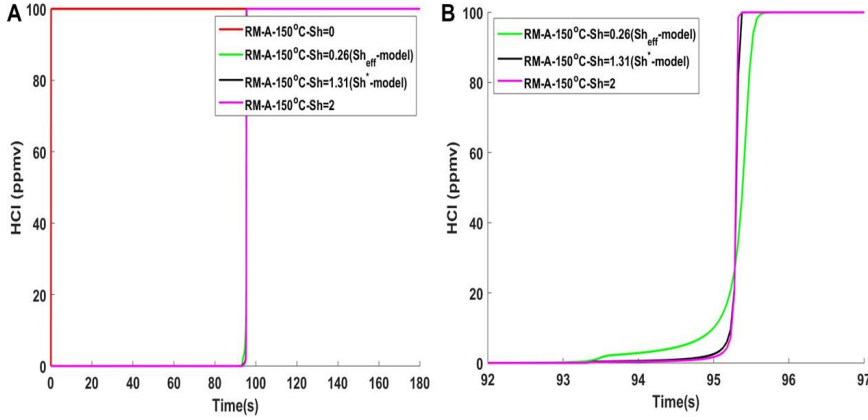 A
HCl (ppmv)
100
80
60
40
20
0
RM-A-150°C-Sh=0
RM-A-150°C-Sh=0.26(Sh_eff-model)
RM-A-150°C-Sh=1.31(Sh*-model)
RM-A-150°C-Sh=2
0 20 40 60 80 100 120 140 160 180
Time(s)
B
HCl (ppmv)
100
80
60
40
20
0
RM-A-150°C-Sh=0.26(Sh_eff-model)
RM-A-150°C-Sh=1.31(Sh*-model)
RM-A-150°C-Sh=2
92 93 94 95 96 97
Time(s)